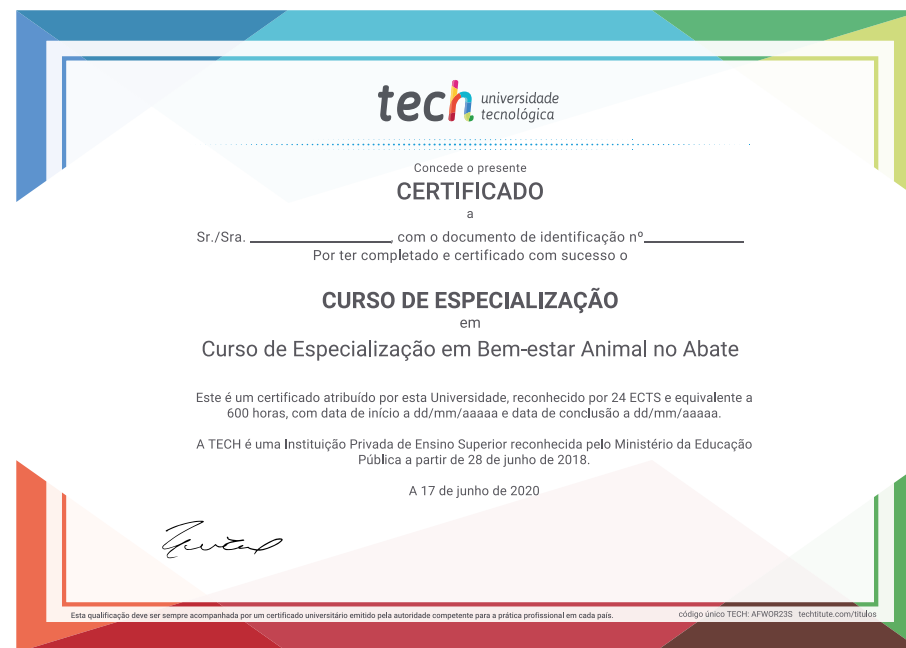 tech universidade
tecnológica
Concede o presente
CERTIFICADO
a
Sr./Sra. , com o documento de identificação nº
Por ter completado e certificado com sucesso o
CURSO DE ESPECIALIZAÇÃO
em
Curso de Especialização em Bem-estar Animal no Abate
Este é um certificado atribuído por esta Universidade, reconhecido por 24 ECTS e equivalente a
600 horas, com data de início a dd/mm/aaaaa e data de conclusão a dd/mm/aaaaa.
A TECH é uma Instituição Privada de Ensino Superior reconhecida pelo Ministério da Educação
Pública a partir de 28 de junho de 2018.
A 17 de junho de 2020
Esta qualificação deve ser sempre acompanhada por um certificado universitário emitido pela autoridade competente para a prática profissional em cada país.
código único TECH: AFWOR23S techtitute.com/titulos